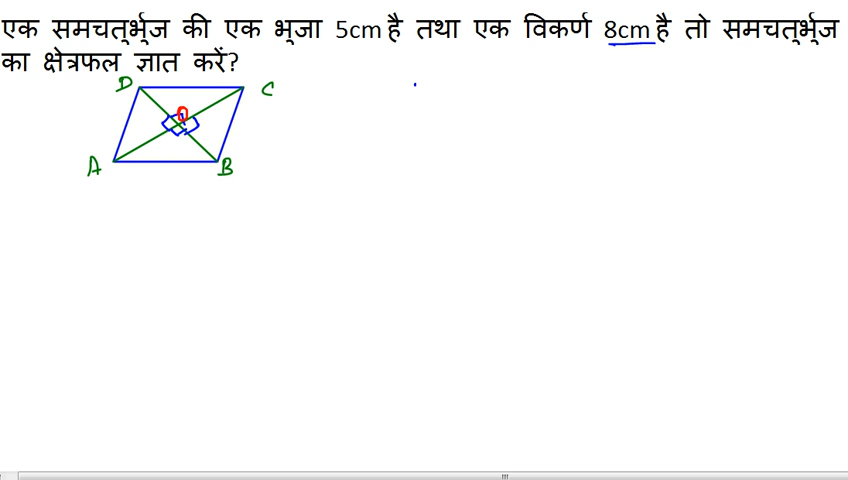 एक समचतुर्भुज की एक भुजा 5cm है तथा एक विकर्ण 8cm है तो समचतुर्भुज
का क्षेत्रफल ज्ञात करें?
D C
O
A B